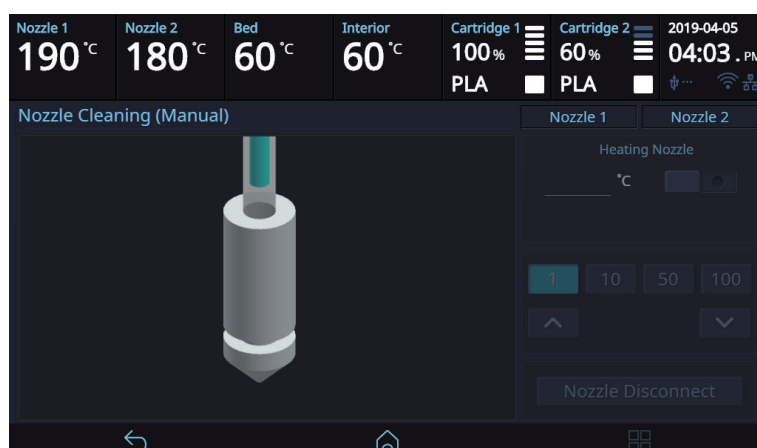 Nozzle 1 Nozzle 2 Bed Interior Cartridge 1 Cartridge 2 2019-04-05
190 °C 180 °C 60 °C 60 °C 100 % 60 % 04:03 . PM
PLA PLA
Nozzle Cleaning (Manual) Nozzle 1 Nozzle 2
Heating Nozzle
°C
1 10 50 100
Nozzle Disconnect